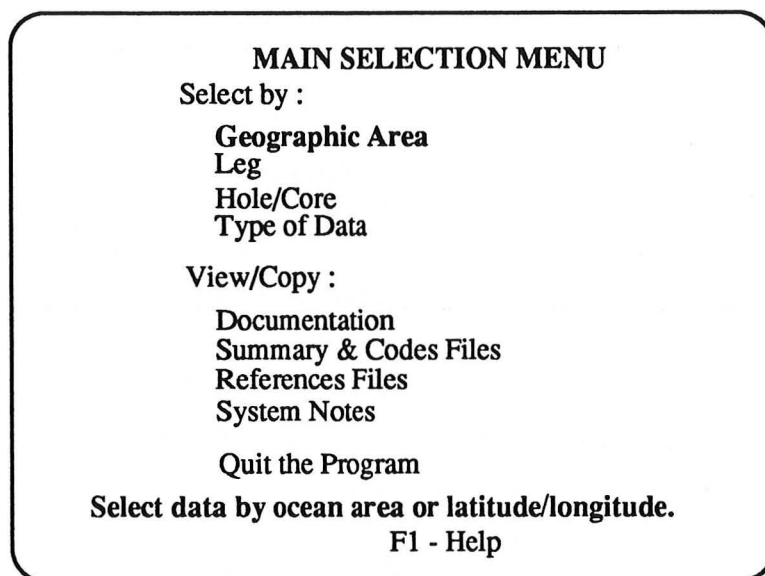 MAIN SELECTION MENU
Select by :
Geographic Area
Leg
Hole/Core
Type of Data
View/Copy :
Documentation
Summary & Codes Files
References Files
System Notes
Quit the Program
Select data by ocean area or latitude/longitude.
F1 - Help